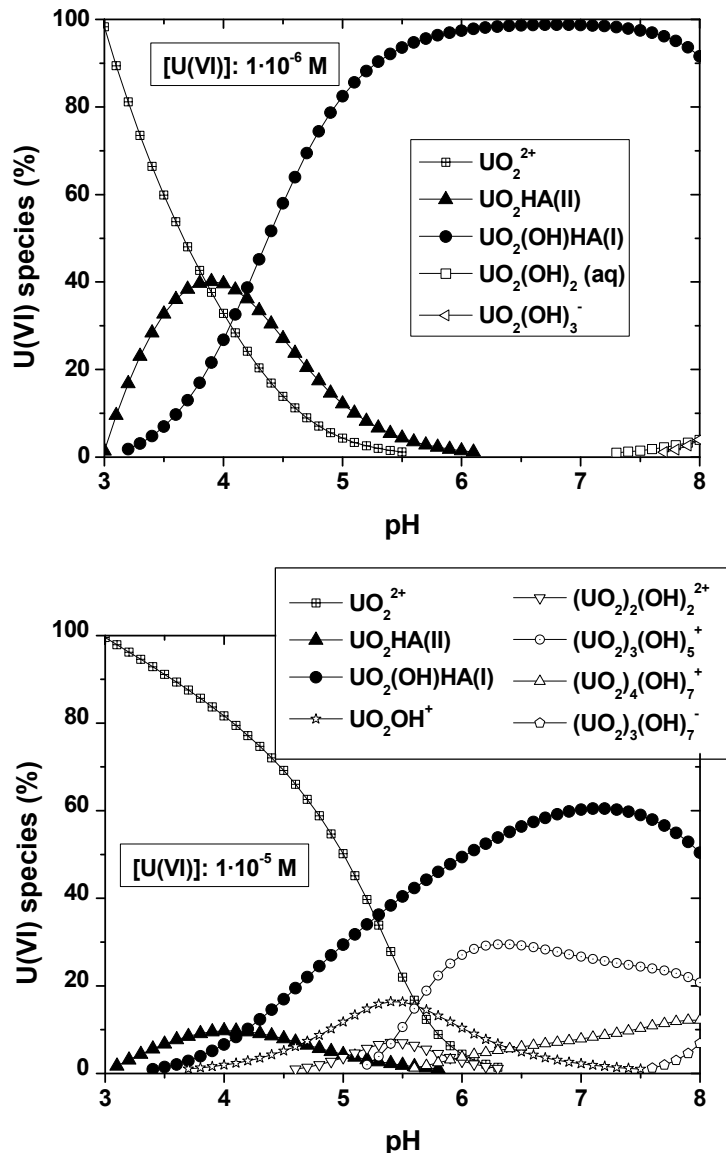 100
80
60
40
20
0
U(VI) species (%)
[U(VI)]: 1·10⁻⁶ M
UO₂²⁺
UO₂HA(II)
UO₂(OH)HA(I)
UO₂(OH)₂ (aq)
UO₂(OH)₃⁻
3 4 5 6 7 8
pH
UO₂²⁺
UO₂HA(II)
UO₂(OH)HA(I)
UO₂OH⁺
(UO₂)₂(OH)₂²⁺
(UO₂)₃(OH)₅⁺
(UO₂)₄(OH)₇⁺
(UO₂)₃(OH)₇⁻
100
80
60
40
20
0
U(VI) species (%)
[U(VI)]: 1·10⁻⁵ M
3 4 5 6 7 8
pH